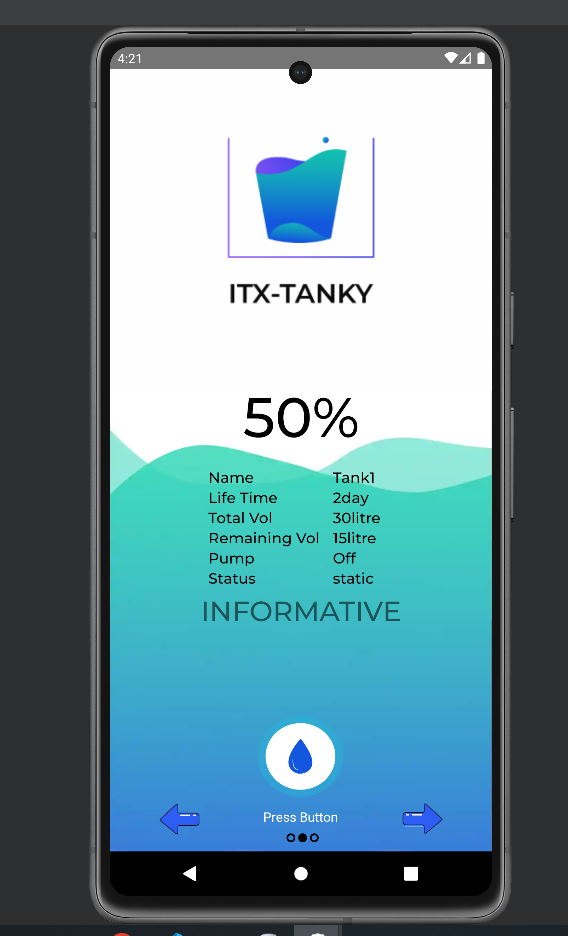 4:21
ITX-TANKY
50%
Name Tank1
Life Time 2day
Total Vol 30litre
Remaining Vol 15litre
Pump Off
Status static
INFORMATIVE
Press Button